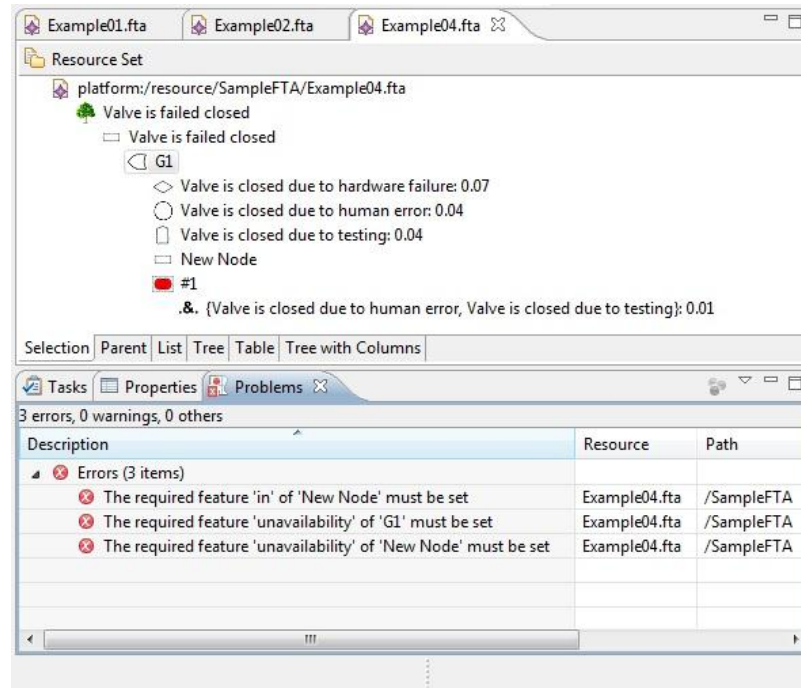 Example01.fta Example02.fta Example04.fta
Resource Set
platform:/resource/SampleFTA/Example04.fta
Valve is failed closed
Valve is failed closed
G1
Valve is closed due to hardware failure: 0.07
Valve is closed due to human error: 0.04
Valve is closed due to testing: 0.04
New Node
#1
.&. {Valve is closed due to human error, Valve is closed due to testing}: 0.01
Selection Parent List Tree Table Tree with Columns
Tasks Properties Problems
3 errors, 0 warnings, 0 others
Description Resource Path
Errors (3 items)
The required feature 'in' of 'New Node' must be set Example04.fta /SampleFTA
The required feature 'unavailability' of 'G1' must be set Example04.fta /SampleFTA
The required feature 'unavailability' of 'New Node' must be set Example04.fta /SampleFTA